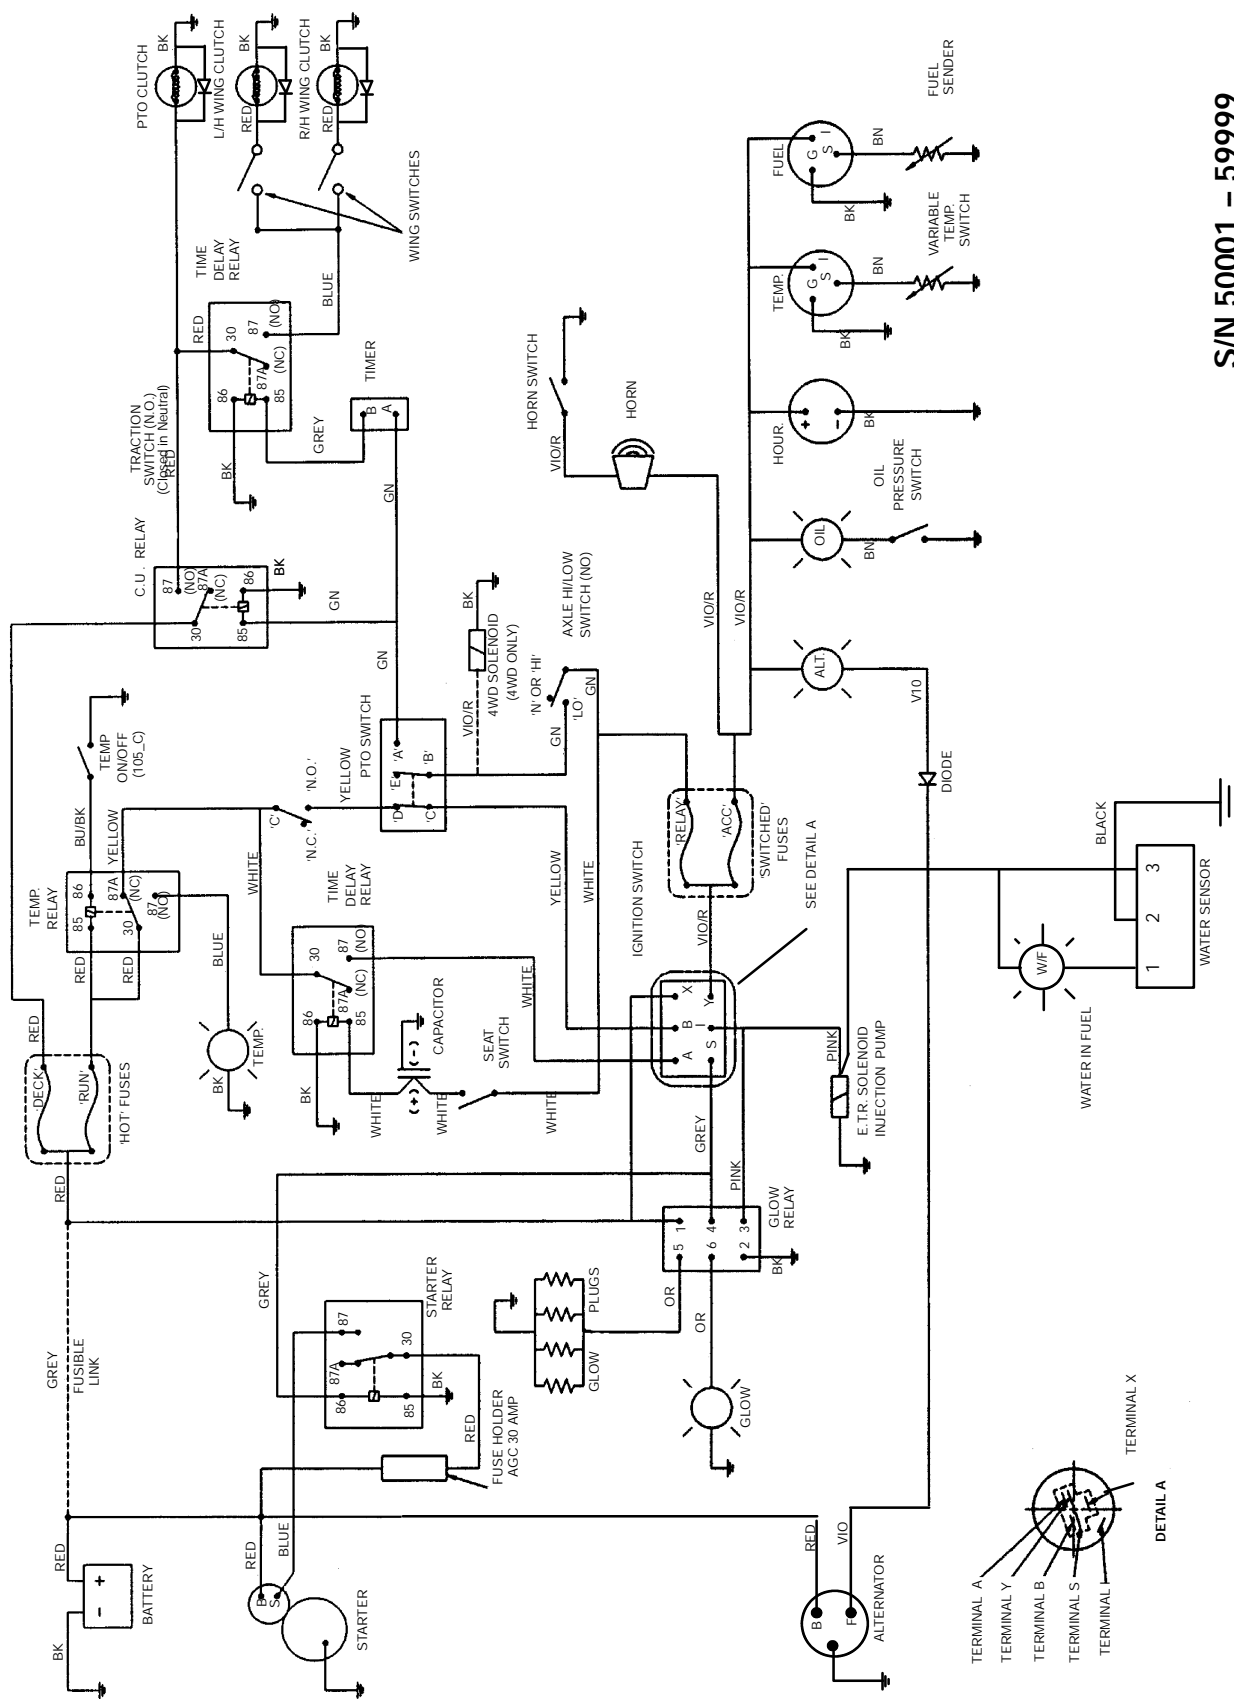 S/N 50001 – 59999
PTO CLUTCH
BK
L/H WING CLUTCH
BK
RED
R/H WING CLUTCH
BK
RED
WING SWITCHES
TIME
DELAY
RELAY
BLUE
RED
30
87
(NO)
86
87A
(NC)
85
TRACTION
SWITCH (N.O.)
(Closed in Neutral)
RED
BK
GREY
TIMER
B
A
GN
C.U. RELAY
87
(NO)
87A
(NC)
86
30
85
BK
GN
GN
HORN SWITCH
VIO/R
HORN
FUEL
G
S
I
BK
BN
FUEL
SENDER
TEMP.
G
S
I
BK
BN
VARIABLE
TEMP.
SWITCH
HOUR.
+
-
BK
OIL
PRESSURE
SWITCH
OIL
BN
ALT.
V10
DIODE
VIO/R
VIO/R
TEMP
ON/OFF
(105_C)
BU/BK
YELLOW
TEMP.
RELAY
86
87A
(NC)
85
30
87
(NO)
RED
RED
BLUE
TEMP.
BK
RED
'DECK'
'RUN'
'HOT' FUSES
RED
'C'
'N.O.'
'N.C.'
WHITE
YELLOW
PTO SWITCH
'A'
'E'
'B'
'D'
'C'
VIO/R
BK
4WD SOLENOID
(4WD ONLY)
AXLE HI/LOW
SWITCH (NO)
'N' OR 'HI'
'LO'
GN
GN
YELLOW
WHITE
TIME
DELAY
RELAY
30
87
(NO)
86
87A
(NC)
85
BK
WHITE
CAPACITOR
(-)
(+)
WHITE
WHITE
SEAT
SWITCH
WHITE
IGNITION SWITCH
A
B
X
S
I
Y
'RELAY'
'ACC'
'SWITCHED'
FUSES
VIO/R
SEE DETAIL A
GREY
PINK
PINK
E.T.R. SOLENOID
INJECTION PUMP
BLACK
W/F
WATER IN FUEL
1
2
3
WATER SENSOR
GREY
FUSIBLE
LINK
GREY
STARTER
RELAY
87
87A
30
86
85
BK
RED
FUSE HOLDER
AGC 30 AMP
GLOW
PLUGS
OR
OR
5
1
6
4
2
3
GLOW
RELAY
BK
GLOW
RED
BATTERY
+
-
BK
RED
BLUE
B
S
STARTER
RED
VIO
B
F
ALTERNATOR
TERMINAL A
TERMINAL Y
TERMINAL B
TERMINAL S
TERMINAL I
TERMINAL X
DETAIL A